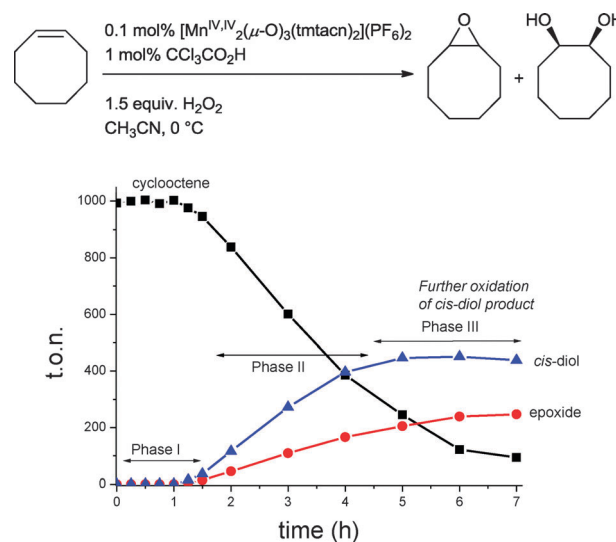 0.1 mol% [Mn^IV,IV_2(μ-O)_3(tmtacn)_2](PF_6)_2
1 mol% CCl_3CO_2H
1.5 equiv. H_2O_2
CH_3CN, 0 °C
O
+
HO
OH
cyclooctene
1000
800
600
400
200
0
t.o.n.
Further oxidation
of cis-diol product
Phase III
Phase II
Phase I
cis-diol
epoxide
0 1 2 3 4 5 6 7
time (h)